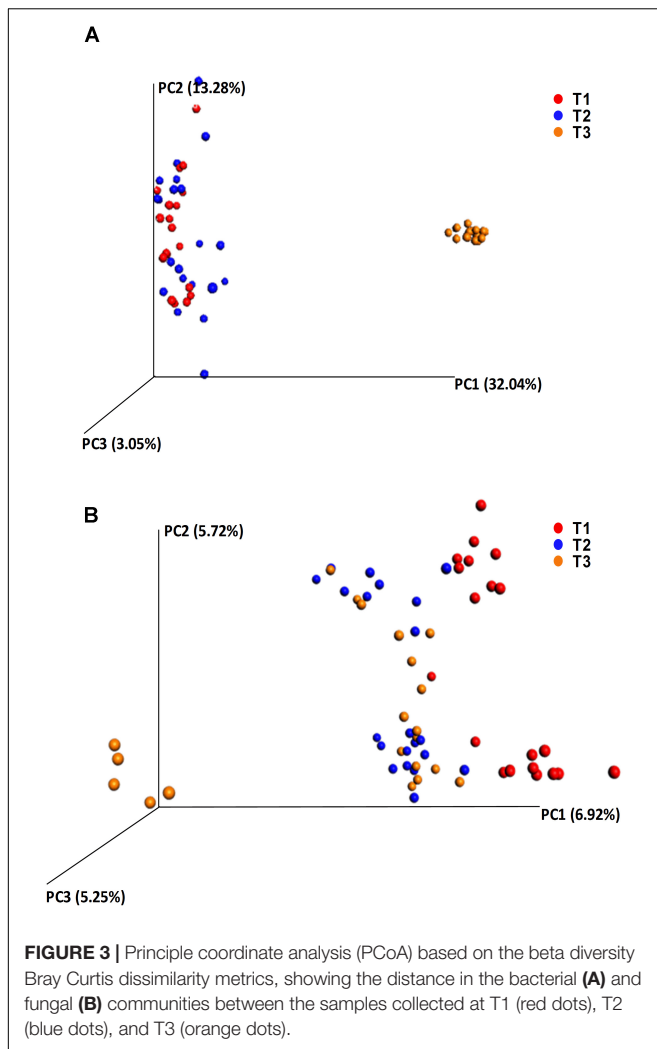 A
PC2 (13.28%)
T1
T2
T3
PC1 (32.04%)
PC3 (3.05%)
B
PC2 (5.72%)
T1
T2
T3
PC1 (6.92%)
PC3 (5.25%)
FIGURE 3 | Principle coordinate analysis (PCoA) based on the beta diversity
Bray Curtis dissimilarity metrics, showing the distance in the bacterial (A) and
fungal (B) communities between the samples collected at T1 (red dots), T2
(blue dots), and T3 (orange dots).